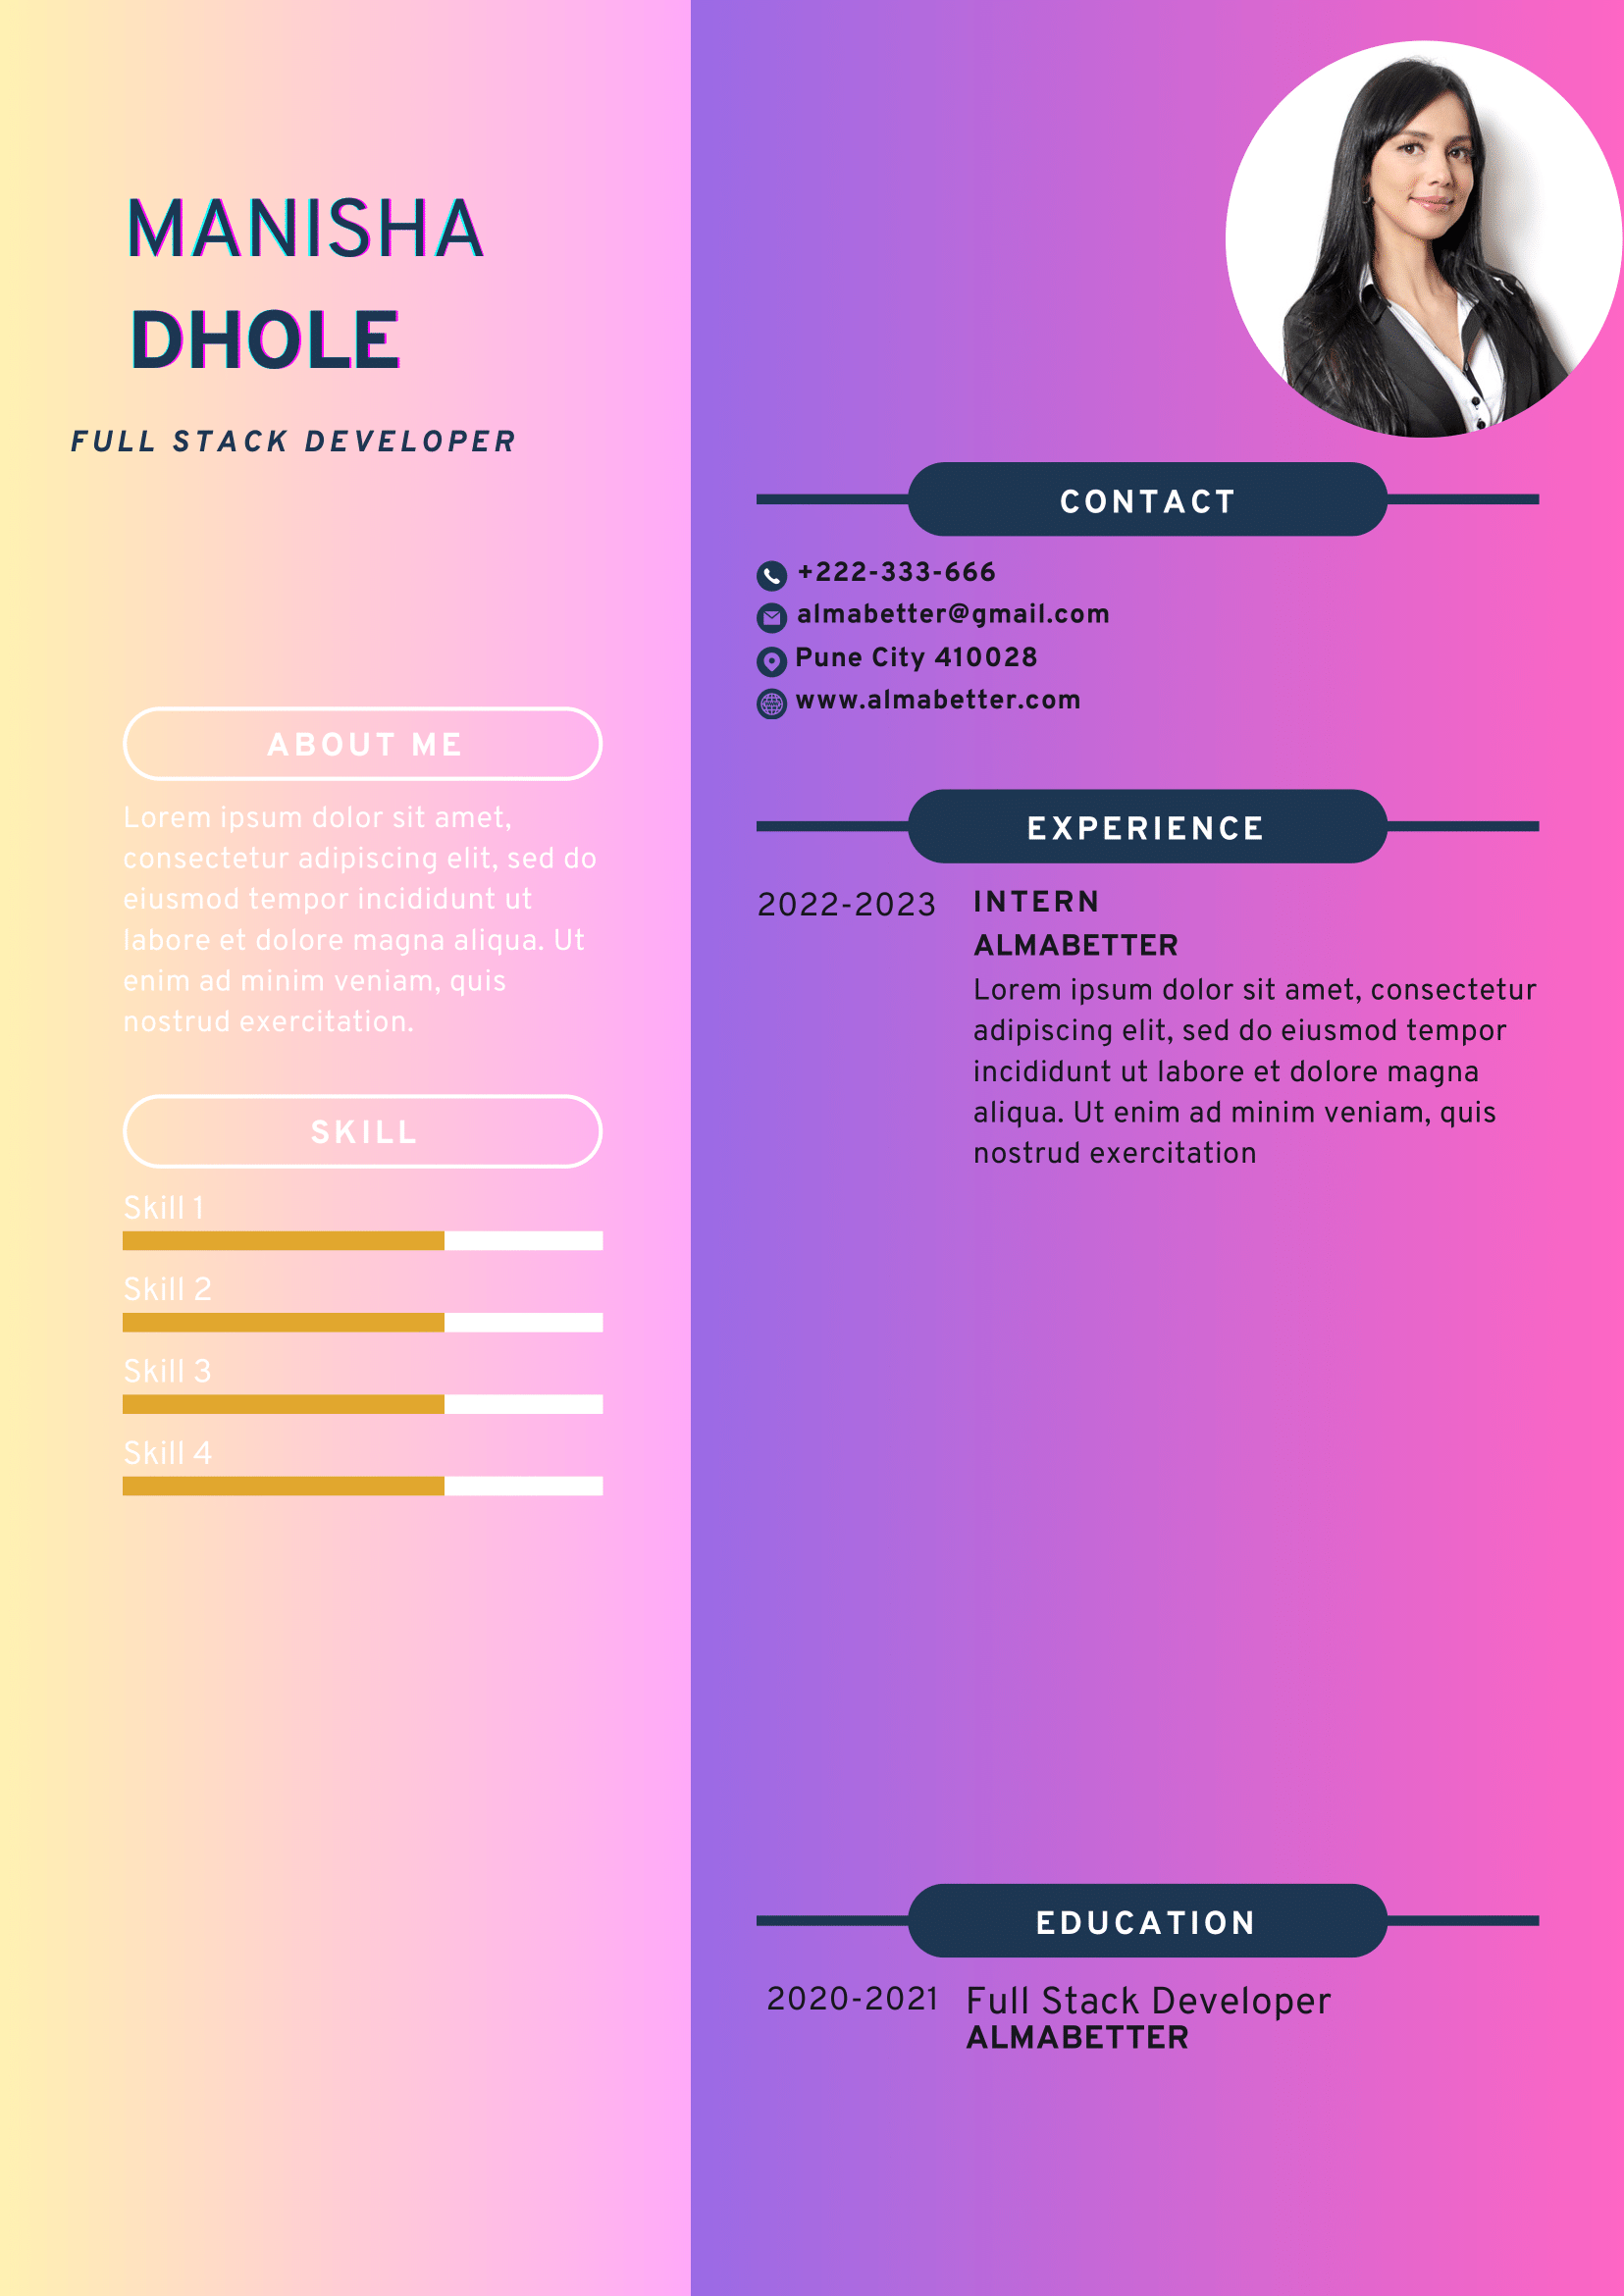 MANISHA
DHOLE
FULL STACK DEVELOPER
ABOUT ME
Lorem ipsum dolor sit amet,
consectetur adipiscing elit, sed do
eiusmod tempor incididunt ut
labore et dolore magna aliqua. Ut
enim ad minim veniam, quis
nostrud exercitation.
SKILL
Skill 1
Skill 2
Skill 3
Skill 4
CONTACT
+222-333-666
almabetter@gmail.com
Pune City 410028
www.almabetter.com
EXPERIENCE
2022-2023 INTERN
ALMABETTER
Lorem ipsum dolor sit amet, consectetur
adipiscing elit, sed do eiusmod tempor
incididunt ut labore et dolore magna
aliqua. Ut enim ad minim veniam, quis
nostrud exercitation
EDUCATION
2020-2021 Full Stack Developer
ALMABETTER